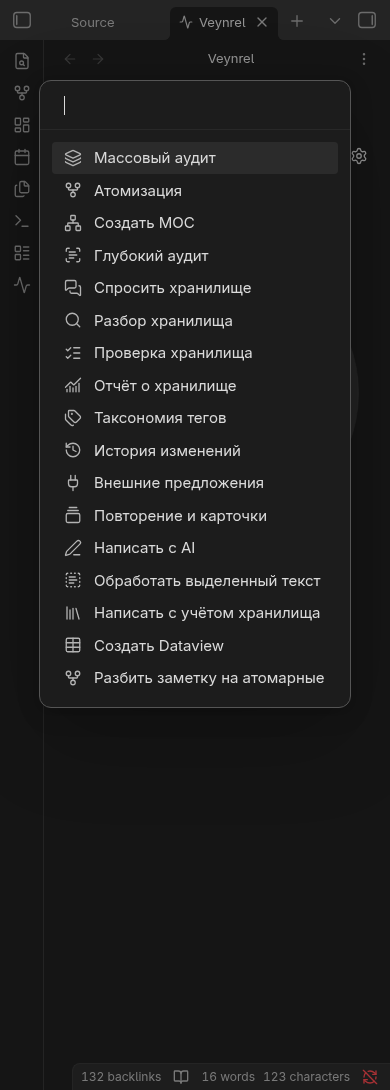 Source
Veynrel
Veynrel
Массовый аудит
Атомизация
Создать MOC
Глубокий аудит
Спросить хранилище
Разбор хранилища
Проверка хранилища
Отчёт о хранилище
Таксономия тегов
История изменений
Внешние предложения
Повторение и карточки
Написать с AI
Обработать выделенный текст
Написать с учётом хранилища
Создать Dataview
Разбить заметку на атомарные
132 backlinks 16 words 123 characters